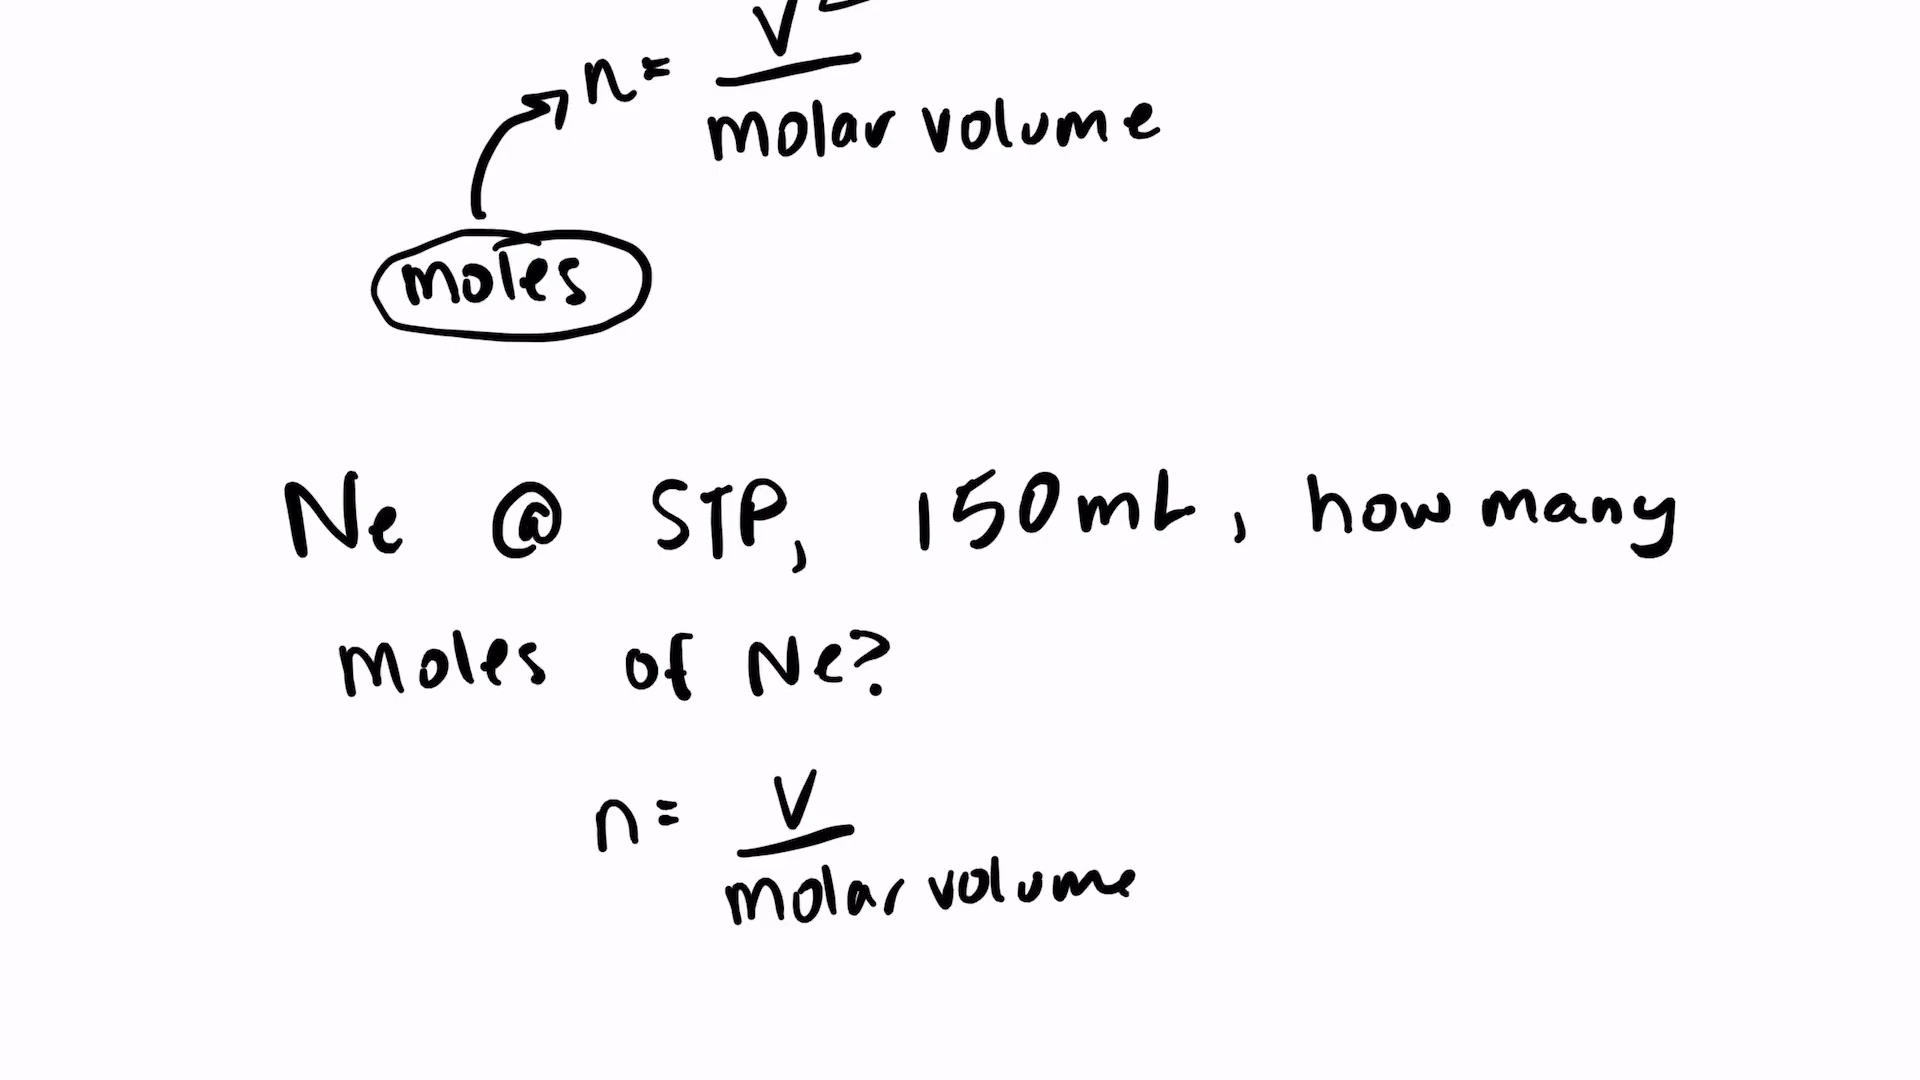 V
n=
molar volume
moles
Ne @ STP, 150mL, how many
moles of Ne?
n= V
molar volume